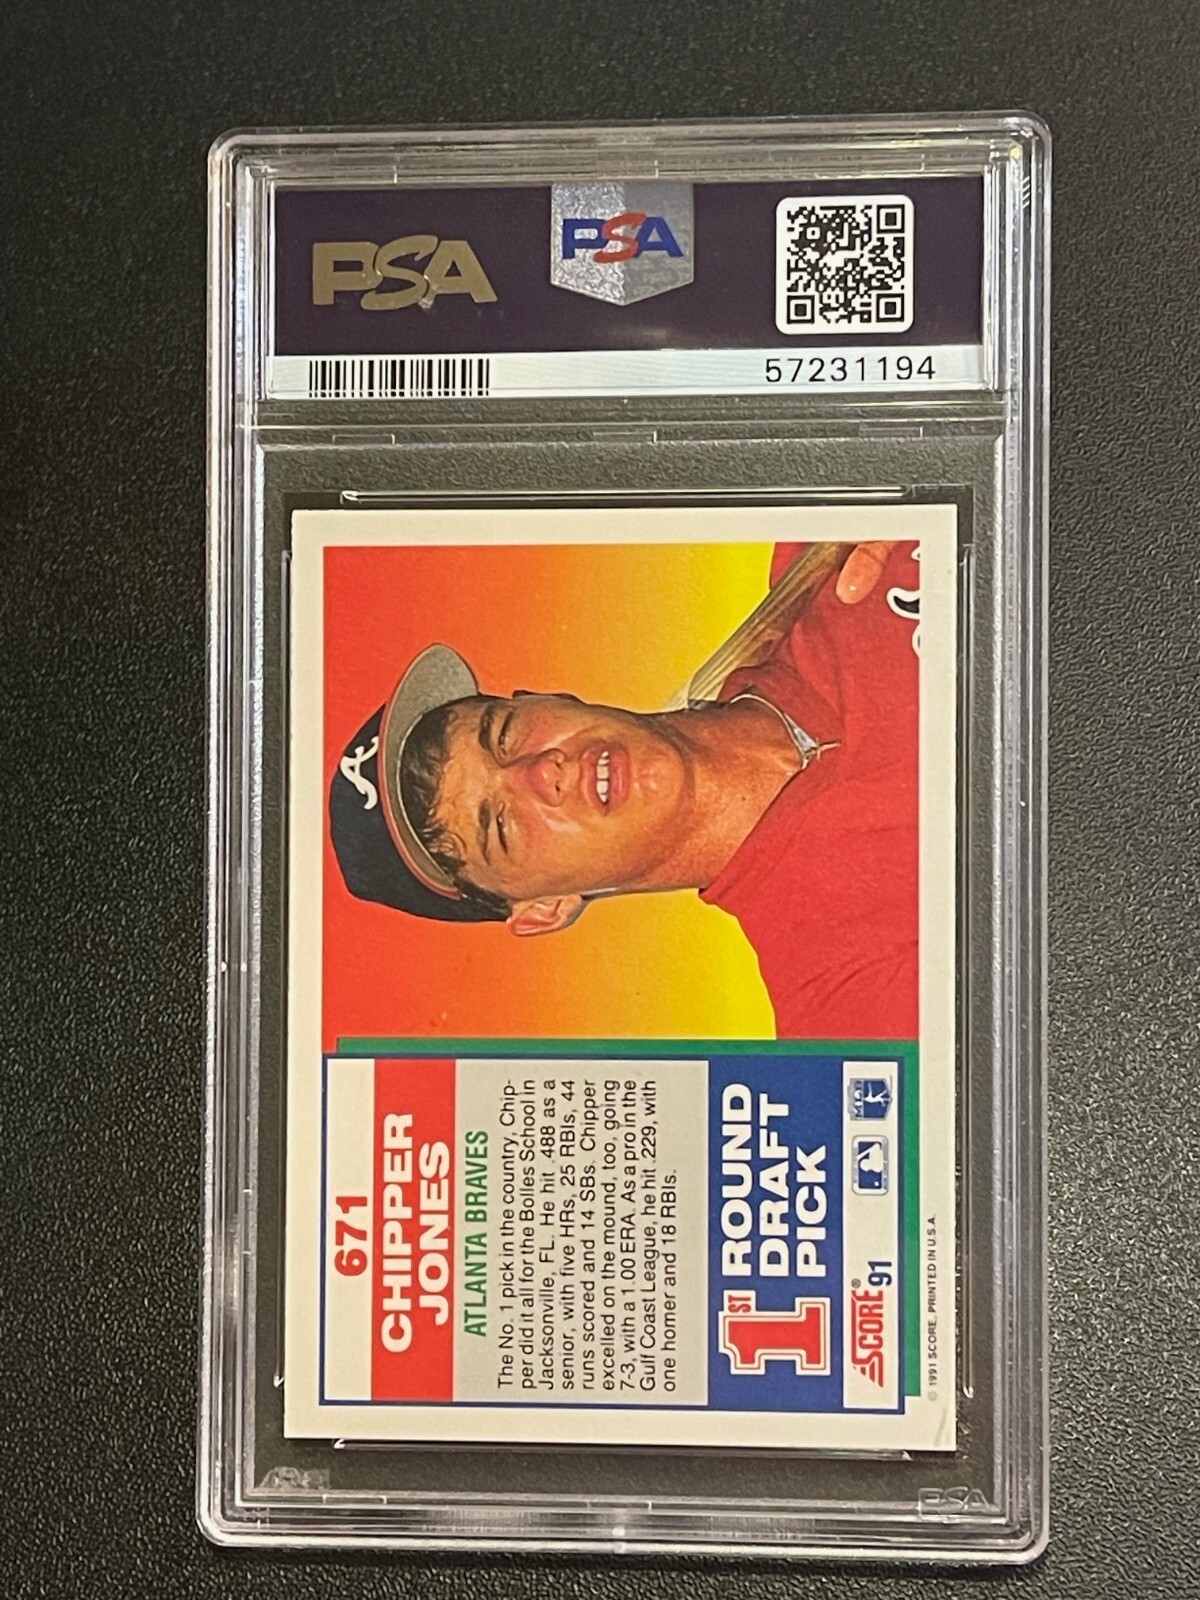 PSA
PSA
57231194
671
CHIPPER
JONES
ATLANTA BRAVES
The No. 1 pick in the country, Chip-
per did it all for the Bolles School in
Jacksonville, FL. He hit .488 as a
senior, with five HRs, 25 RBIs, 44
runs scored and 14 SBs. Chipper
excelled on the mound, too, going
7-3, with a 1.00 ERA. As a pro in the
Gulf Coast League, he hit .229, with
one homer and 18 RBIs.
1ST ROUND
DRAFT
PICK
SCORE® 91
© 1991 SCORE, PRINTED IN U.S.A.
A
PSA